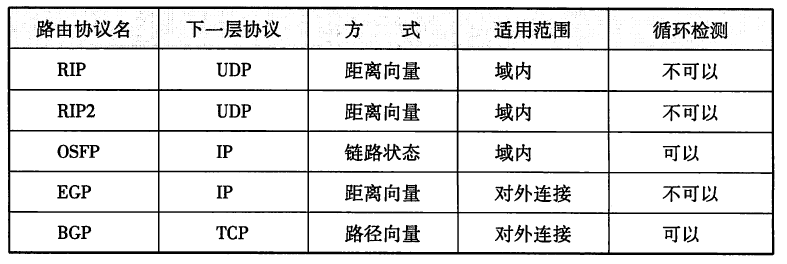 路由协议名 下一层协议 方 式 适用范围 循环检测
RIP UDP 距离向量 域内 不可以
RIP2 UDP 距离向量 域内 不可以
OSFP IP 链路状态 域内 可以
EGP IP 距离向量 对外连接 不可以
BGP TCP 路径向量 对外连接 可以